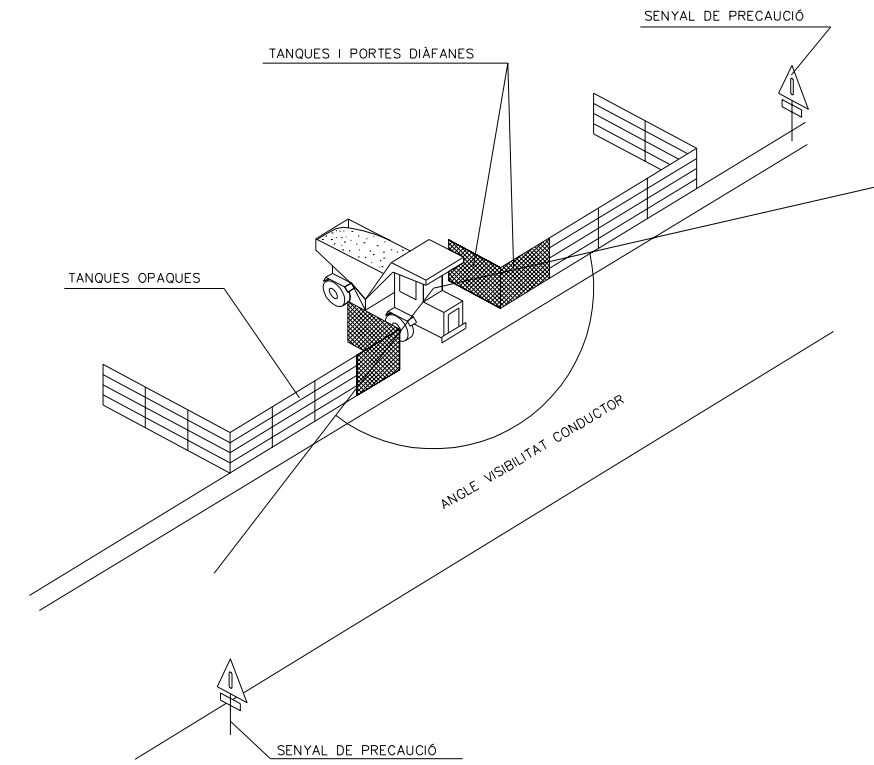 SENYAL DE PRECAUCIÓ
TANQUES I PORTES DIÀFANES
TANQUES OPAQUES
ANGLE VISIBILITAT CONDUCTOR
SENYAL DE PRECAUCIÓ